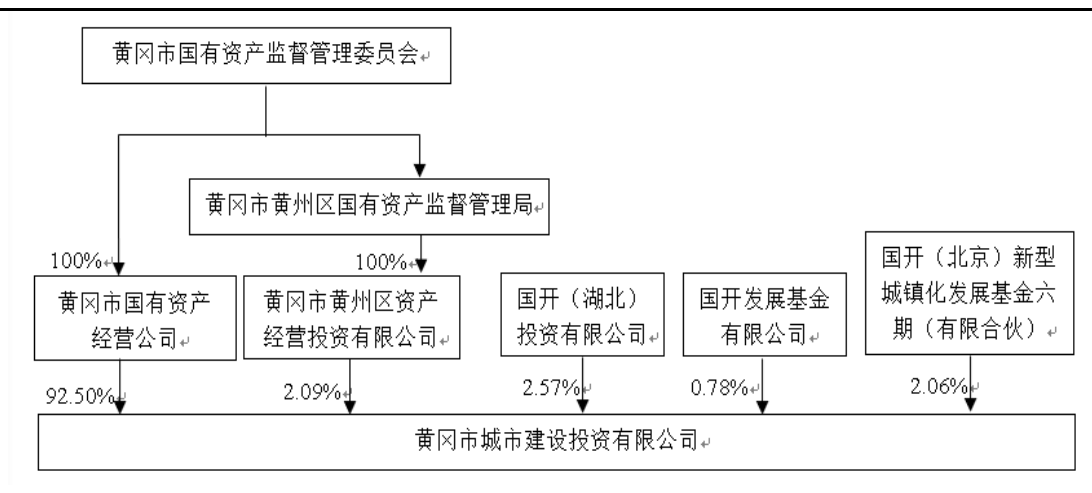 黄冈市国有资产监督管理委员会
黄冈市黄州区国有资产监督管理局
100%
100%
黄冈市国有资产
经营公司
黄冈市黄州区资产
经营投资有限公司
国开（湖北）
投资有限公司
国开发展基金
有限公司
国开（北京）新型
城镇化发展基金六
期（有限合伙）
92.50%
2.09%
2.57%
0.78%
2.06%
黄冈市城市建设投资有限公司